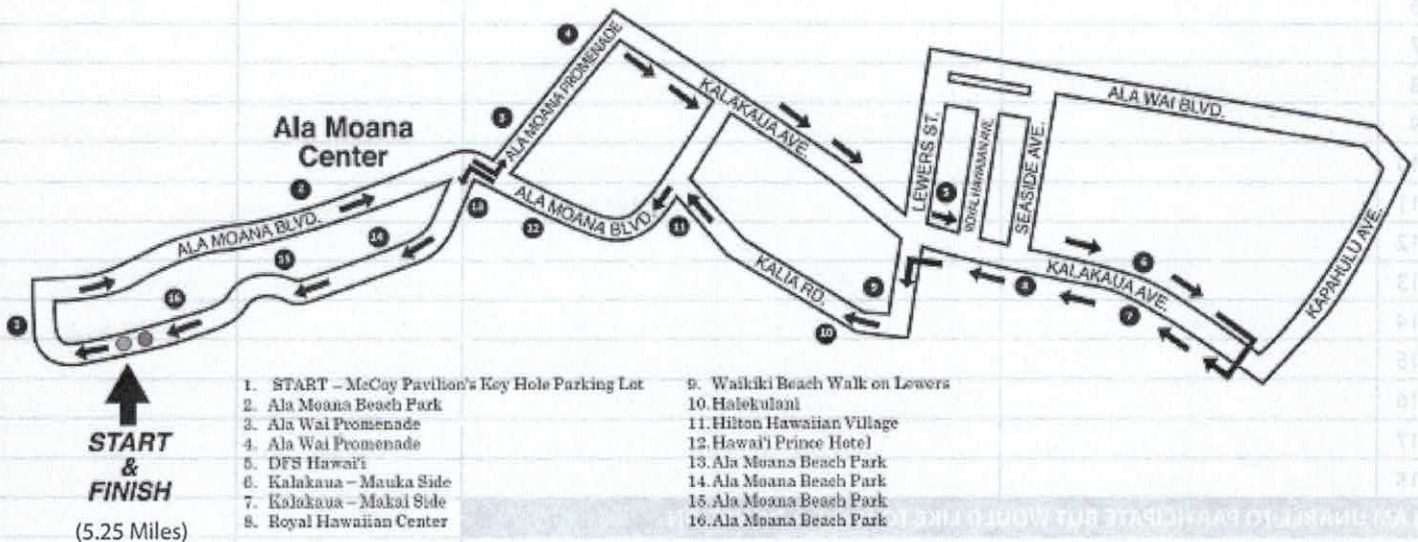 Ala Moana
Center
ALA MOANA BLVD.
ALA MOANA PROMENADE
ALA MOANA BLVD.
KALAKAUA AVE.
KALIA RD.
LEWERS ST.
ROYAL HAWAIIAN AVE.
SEASIDE AVE.
ALA WAI BLVD.
KALAKAUA AVE.
KAPAHULU AVE.
START
&
FINISH
(5.25 Miles)
1. START – McCoy Pavilion's Key Hole Parking Lot
2. Ala Moana Beach Park
3. Ala Wai Promenade
4. Ala Wai Promenade
5. DFS Hawai'i
6. Kalakaua – Mauka Side
7. Kalakaua – Makai Side
8. Royal Hawaiian Center
9. Waikiki Beach Walk on Lewers
10. Halekulani
11. Hilton Hawaiian Village
12. Hawai'i Prince Hotel
13. Ala Moana Beach Park
14. Ala Moana Beach Park
15. Ala Moana Beach Park
16. Ala Moana Beach Park